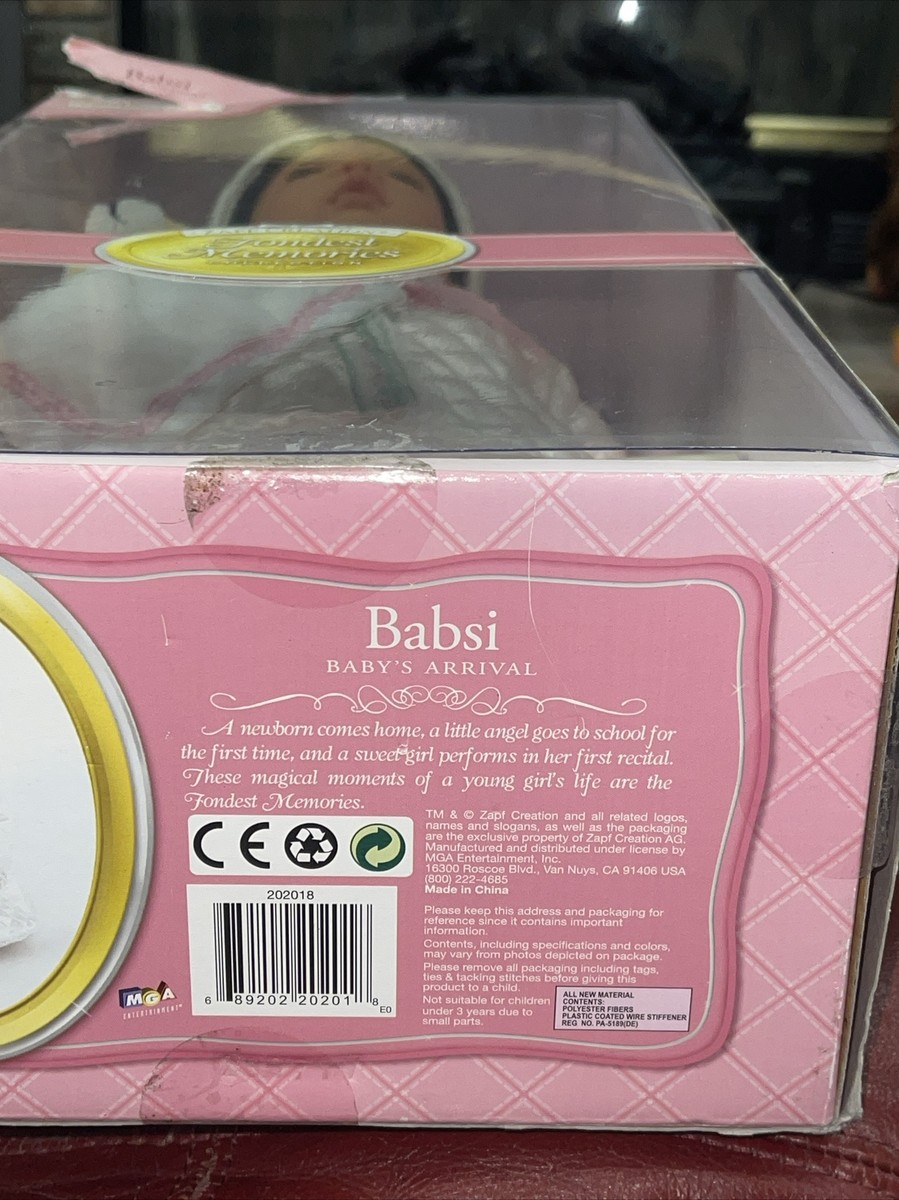 Fondest
Memories
Babsi
BABY'S ARRIVAL
A newborn comes home, a little angel goes to school for
the first time, and a sweet girl performs in her first recital.
These magical moments of a young girl's life are the
Fondest Memories.
TM & © Zapf Creation and all related logos,
names and slogans, as well as the packaging
are the exclusive property of Zapf Creation AG.
Manufactured and distributed under license by
MGA Entertainment, Inc.
16300 Roscoe Blvd., Van Nuys, CA 91406 USA
(800) 222-4685
Made in China
CE
202018
6 89202 20201 8
E0
Please keep this address and packaging for
reference since it contains important
information.
Contents, including specifications and colors,
may vary from photos depicted on package.
Please remove all packaging including tags,
ties & tacking stitches before giving this
product to a child.
Not suitable for children
under 3 years due to
small parts.
ALL NEW MATERIAL
CONTENTS:
POLYESTER FIBERS
PLASTIC COATED WIRE STIFFENER
REG NO. PA-5189(DE)
MGA
ENTERTAINMENT